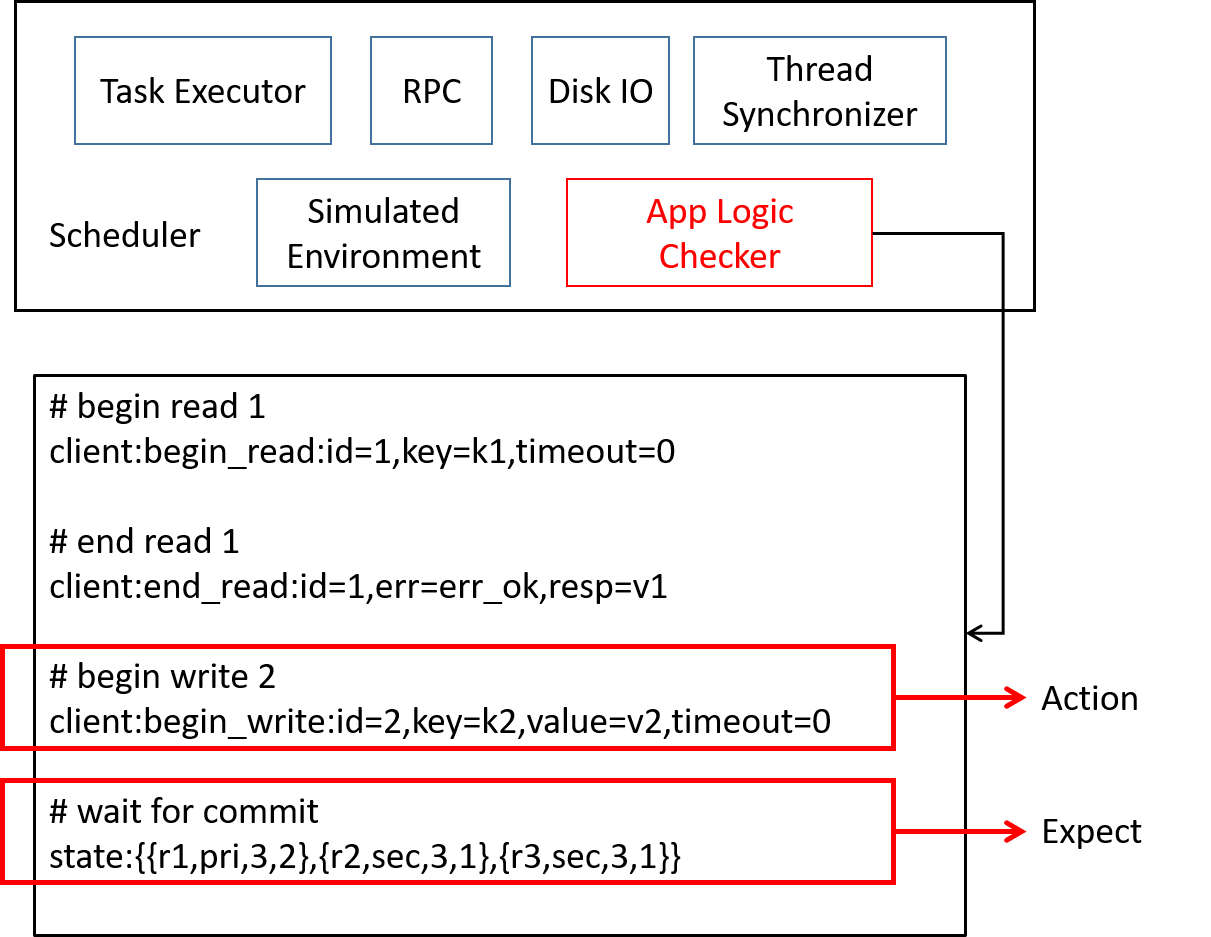 Task Executor
RPC
Disk IO
Thread
Synchronizer
Scheduler
Simulated
Environment
App Logic
Checker
# begin read 1
client:begin_read:id=1,key=k1,timeout=0
# end read 1
client:end_read:id=1,err=err_ok,resp=v1
# begin write 2
client:begin_write:id=2,key=k2,value=v2,timeout=0
Action
# wait for commit
state:{{r1,pri,3,2},{r2,sec,3,1},{r3,sec,3,1}}
Expect